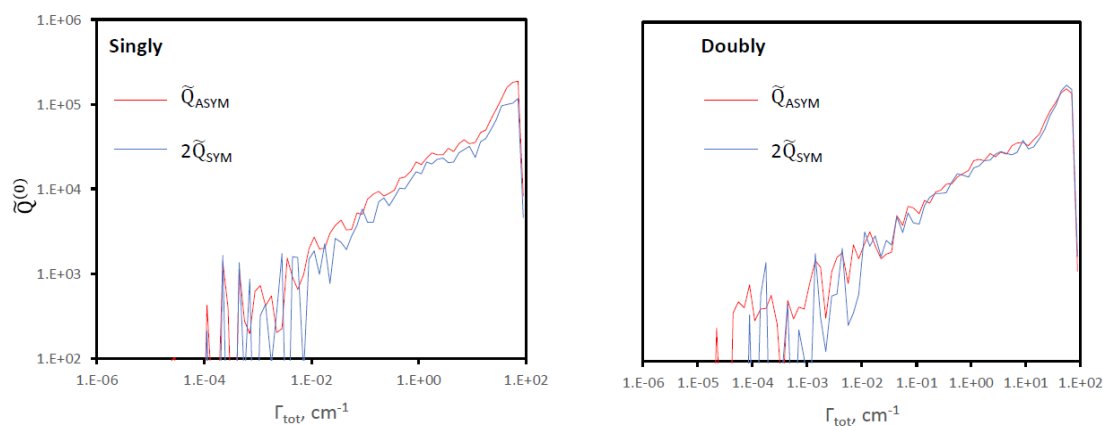 1.E+06
1.E+05
1.E+04
1.E+03
1.E+02
Q̃⁽⁰⁾
Singly
Q̃ASYM
2Q̃SYM
1.E-06 1.E-04 1.E-02 1.E+00 1.E+02
Γtot, cm⁻¹
Doubly
Q̃ASYM
2Q̃SYM
1.E-06 1.E-05 1.E-04 1.E-03 1.E-02 1.E-01 1.E+00 1.E+01 1.E+02
Γtot, cm⁻¹